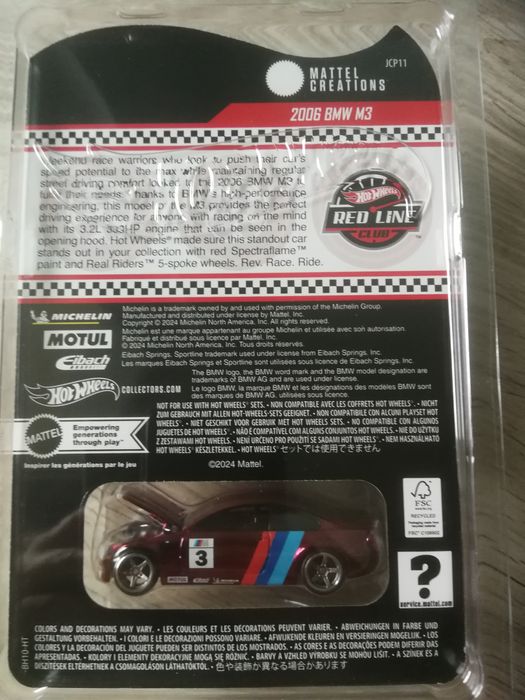 MATTEL
CREATIONS™
JCP11
2006 BMW M3
Weekend race warriors who look to push their car's
speed potential to the max while maintaining regular
street driving comfort looked to the 2006 BMW M3 to
fulfill their needs. Thanks to BMW's high-performance
engineering, this model M3 provides the perfect
driving experience for anyone with racing on the mind
with its 3.2L 333HP engine that can be seen in the
opening hood. Hot Wheels® made sure this standout car
stands out in your collection with red Spectraflame™
paint and Real Riders™ 5-spoke wheels. Rev. Race. Ride.
Hot Wheels
RED LINE
CLUB
MICHELIN
MOTUL
Eibach
Michelin is a trademark owned by and used with permission of the Michelin Group.
Manufactured and distributed under license by Mattel, Inc.
Copyright © 2024 Michelin North America, Inc. All rights reserved.
Michelin est une marque appartenant au groupe Michelin et utilisée avec son autorisation.
Fabriqué et distribué sous licence par Mattel, Inc.
© 2024 Michelin North America, Inc. Tous droits réservés.
Eibach Springs, Sportline trademark used under license from Eibach Springs, Inc.
Les marques Eibach Springs et Sportline sont utilisées sous licence de Eibach Springs, Inc.
The BMW logo, the BMW word mark and the BMW model designation are
trademarks of BMW AG and are used under license.
Le logo BMW, la marque BMW et les désignations des modèles BMW sont
des marques de BMW AG, utilisées sous licence.
Hot Wheels
COLLECTORS.COM
NOT FOR USE WITH HOT WHEELS® SETS. • NON COMPATIBLE AVEC LES COFFRETS HOT WHEELS®. • NICHT
ZUM GEBRAUCH MIT ALLEN HOT-WHEELS-SETS GEEIGNET. • NON COMPATIBILE CON ALCUNI PLAYSET HOT
WHEELS®. • NIET GESCHIKT VOOR GEBRUIK MET HOT WHEELS SETS. • NO COMPATIBLE CON ALGUNOS
JUGUETES DE HOT WHEELS®. • NÃO É COMPATÍVEL COM ALGUNS CONJUNTOS HOT WHEELS. • NIE DO UŻYTKU
Z ZESTAWAMI HOT WHEELS. • NENÍ URČENO PRO POUŽITÍ SE SADAMI HOT WHEELS®. • NEM HASZNÁLHATÓ
HOT WHEELS® KÉSZLETEKKEL. • HOT WHEELS® セットでは使用できません
MATTEL
Empowering
generations
through play™
Inspirer les générations par le jeu
©2024 Mattel.
FSC
RECYCLED
3
MOTUL
Eibach
MICHELIN
?
service.mattel.com
BH10-HT
COLORS AND DECORATIONS MAY VARY. • LES COULEURS ET LES DÉCORATIONS PEUVENT VARIER. • ABWEICHUNGEN IN FARBE UND
GESTALTUNG VORBEHALTEN. • I COLORI E LE DECORAZIONI POSSONO VARIARE. • AFWIJKENDE KLEUREN EN VERSIERINGEN MOGELIJK. • LOS
COLORES Y LA DECORACIÓN DEL JUGUETE PUEDEN SER DISTINTOS DE LOS MOSTRADOS. • AS CORES E AS DECORAÇÕES PODEM DIFERIR DAS
APRESENTADAS. • KOLORY I ELEMENTY DEKORACYJNE MOGĄ SIĘ RÓŻNIĆ. • BARVY A VZHLED VÝROBKU SE MOHOU LIŠIT. • A SZÍNEK ÉS A
DÍSZÍTÉSEK ELTÉRHETNEK A CSOMAGOLÁSON LÁTHATÓKTÓL. • 色や装飾が異なる場合があります